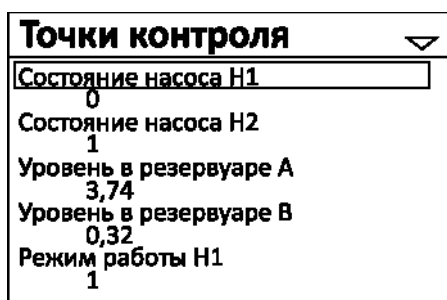 Точки контроля
Состояние насоса Н1
0
Состояние насоса Н2
1
Уровень в резервуаре А
3,74
Уровень в резервуаре В
0,32
Режим работы Н1
1